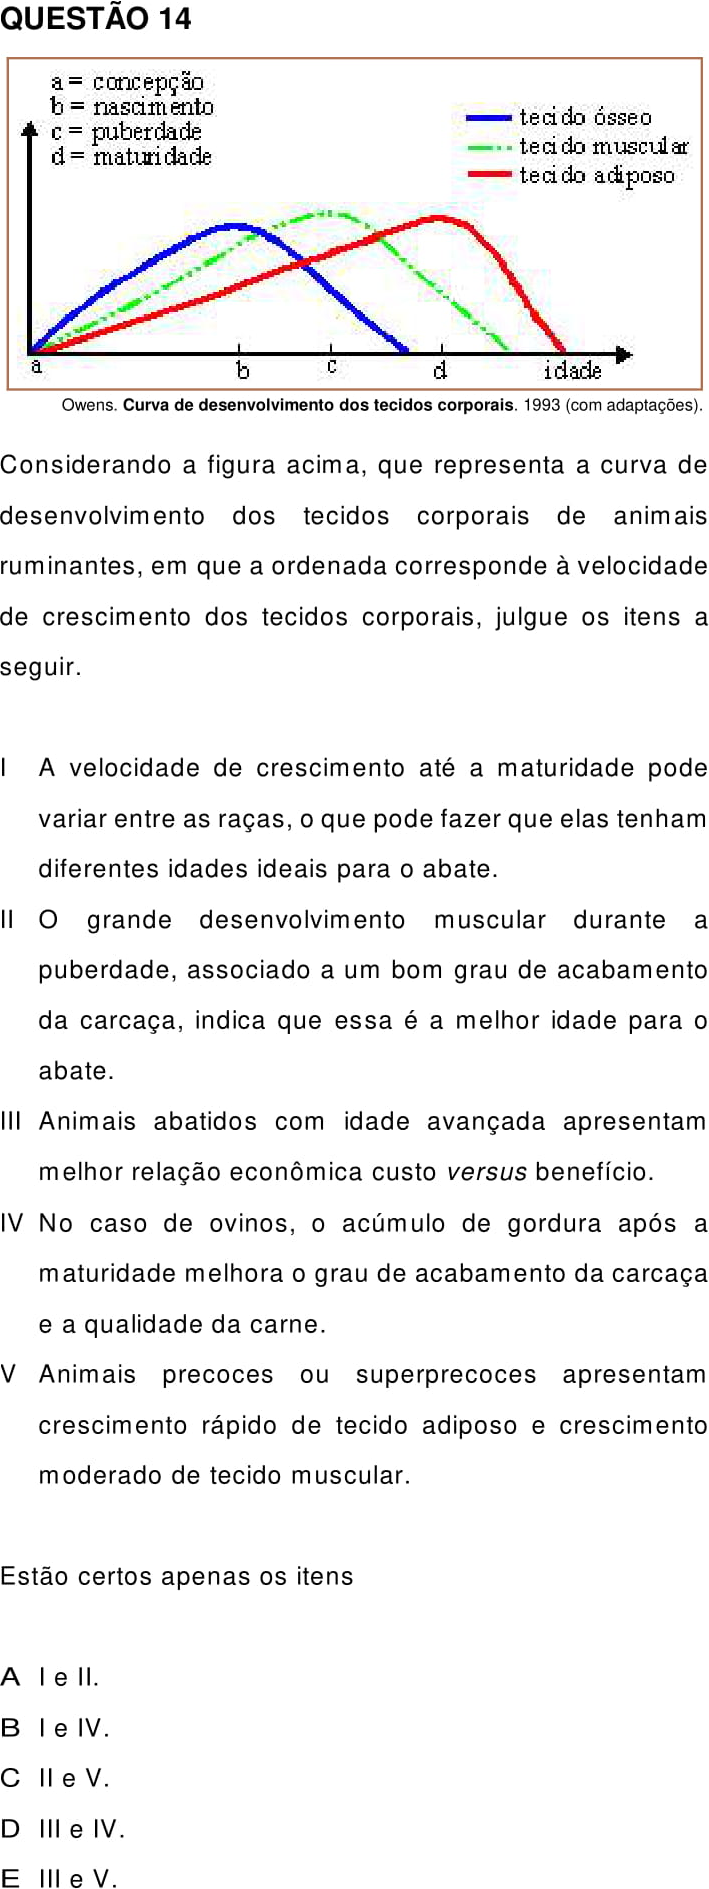 QUESTÃO 14
a = concepção
b = nascimento
c = puberdade
d = maturidade
tecido ósseo
tecido muscular
tecido adiposo
a b c d idade
Owens. Curva de desenvolvimento dos tecidos corporais. 1993 (com adaptações).
Considerando a figura acima, que representa a curva de
desenvolvimento dos tecidos corporais de animais
ruminantes, em que a ordenada corresponde à velocidade
de crescimento dos tecidos corporais, julgue os itens a
seguir.
I A velocidade de crescimento até a maturidade pode
variar entre as raças, o que pode fazer que elas tenham
diferentes idades ideais para o abate.
II O grande desenvolvimento muscular durante a
puberdade, associado a um bom grau de acabamento
da carcaça, indica que essa é a melhor idade para o
abate.
III Animais abatidos com idade avançada apresentam
melhor relação econômica custo versus benefício.
IV No caso de ovinos, o acúmulo de gordura após a
maturidade melhora o grau de acabamento da carcaça
e a qualidade da carne.
V Animais precoces ou superprecoces apresentam
crescimento rápido de tecido adiposo e crescimento
moderado de tecido muscular.
Estão certos apenas os itens
A I e II.
B I e IV.
C II e V.
D III e IV.
E III e V.